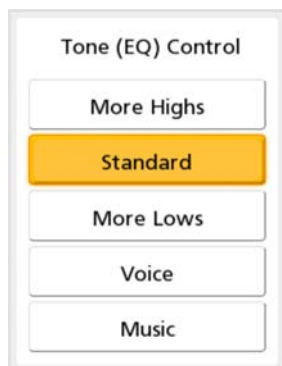 Tone (EQ) Control
More Highs
Standard
More Lows
Voice
Music